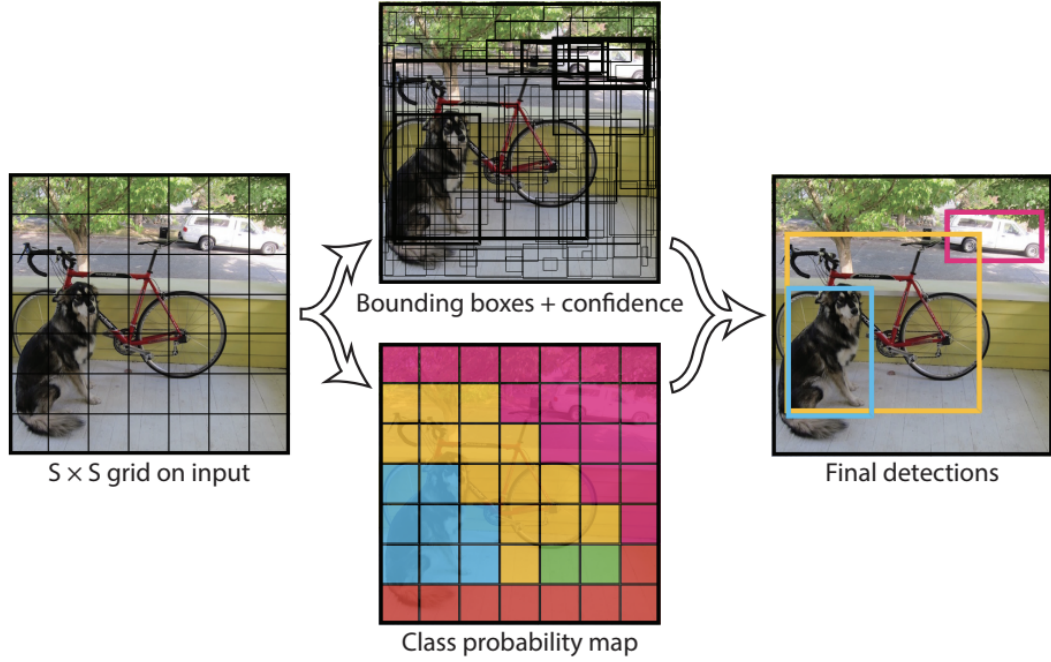 S × S grid on input
Bounding boxes + confidence
Class probability map
Final detections